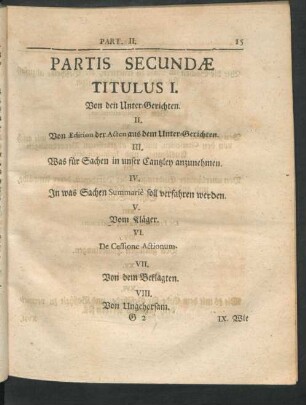 PART. II. 15
PARTIS SECUNDÆ
TITULUS I.
Von den Unter-Gerichten.
II.
Von Edition der Acten aus dem Unter-Gerichten.
III.
Was für Sachen in unser Cantzley anzunehmen.
IV.
In was Sachen Summariè soll verfahren werden.
V.
Vom Kläger.
VI.
De Cessione Actionum.
VII.
Von dem Beklagten.
VIII.
Von Ungehorsam.
G 2 IX. Wie